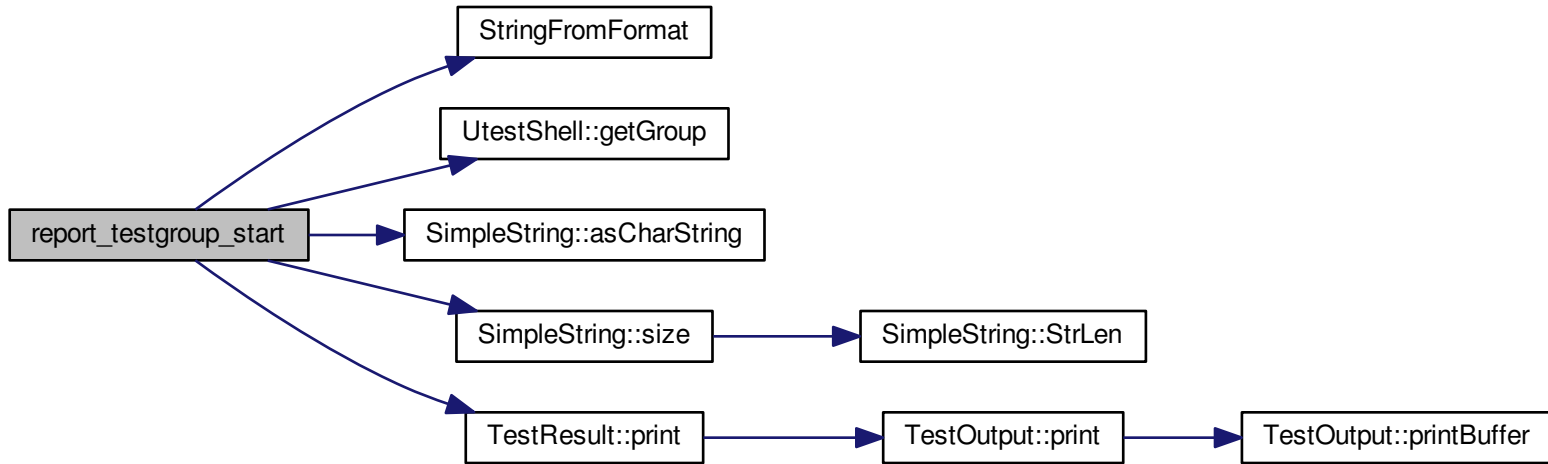 StringFromFormat
UtestShell::getGroup
report_testgroup_start
SimpleString::asCharString
SimpleString::size
SimpleString::StrLen
TestResult::print
TestOutput::print
TestOutput::printBuffer